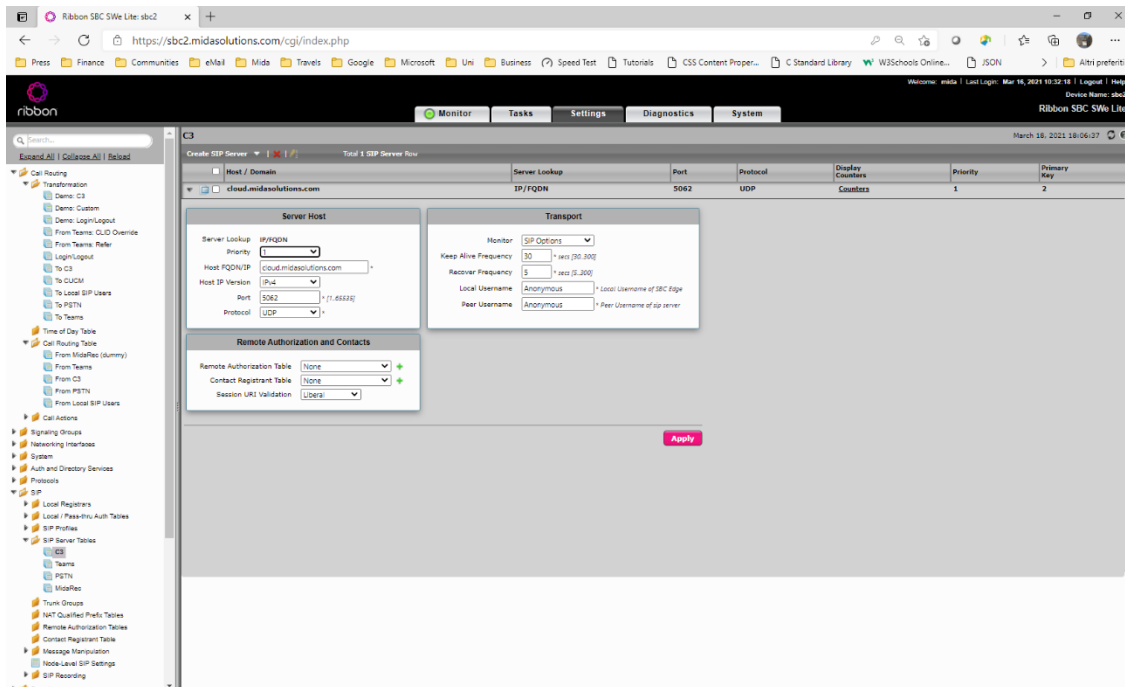 Ribbon SBC SWe Lite: sbc2
https://sbc2.midasolutions.com/cgi/index.php
Press Finance Communities eMail Mida Travels Google Microsoft Uni Business Speed Test Tutorials CSS Content Proper... C Standard Library W3Schools Online... JSON Altri preferiti
Welcome: mida | Last Login: Mar 16, 2021 10:32:18 | Logout | Help
Device Name: sbc2
Ribbon SBC SWe Lite
ribbon
Monitor Tasks Settings Diagnostics System
Search...
Expand All | Collapse All | Reload
Call Routing
Transformation
Demo: C3
Demo: Custom
Demo: Login/Logout
From Teams: CLID Override
From Teams: Refer
Login/Logout
To C3
To CUCM
To Local SIP Users
To PSTN
To Teams
Time of Day Table
Call Routing Table
From MidaRec (dummy)
From Teams
From C3
From PSTN
From Local SIP Users
Call Actions
Signaling Groups
Networking Interfaces
System
Auth and Directory Services
Protocols
SIP
Local Registrars
Local / Pass-thru Auth Tables
SIP Profiles
SIP Server Tables
C3
Teams
PSTN
MidaRec
Trunk Groups
NAT Qualified Prefix Tables
Remote Authorization Tables
Contact Registrant Table
Message Manipulation
Node-Level SIP Settings
SIP Recording
C3
March 18, 2021 18:06:37
Create SIP Server | | Total 1 SIP Server Row
Host / Domain Server Lookup Port Protocol Display Counters Priority Primary Key
cloud.midasolutions.com IP/FQDN 5062 UDP Counters 1 2
Server Host
Server Lookup IP/FQDN
Priority 1
Host FQDN/IP cloud.midasolutions.com *
Host IP Version IPv4
Port 5062 * [1..65535]
Protocol UDP *
Transport
Monitor SIP Options
Keep Alive Frequency 30 * secs [30..300]
Recover Frequency 5 * secs [5..300]
Local Username Anonymous * Local Username of SBC Edge
Peer Username Anonymous * Peer Username of sip server
Remote Authorization and Contacts
Remote Authorization Table None
Contact Registrant Table None
Session URI Validation Liberal
Apply